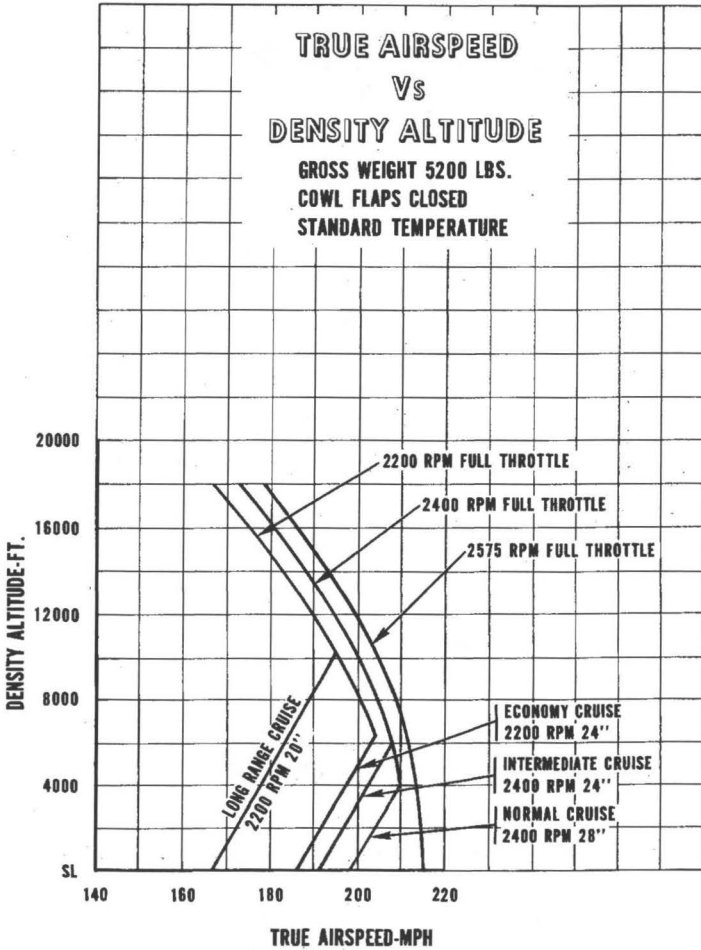 TRUE AIRSPEED
Vs
DENSITY ALTITUDE
GROSS WEIGHT 5200 LBS.
COWL FLAPS CLOSED
STANDARD TEMPERATURE
20000
2200 RPM FULL THROTTLE
2400 RPM FULL THROTTLE
16000
2575 RPM FULL THROTTLE
12000
DENSITY ALTITUDE-FT.
8000
LONG RANGE CRUISE
2200 RPM 20"
ECONOMY CRUISE
2200 RPM 24"
INTERMEDIATE CRUISE
2400 RPM 24"
4000
NORMAL CRUISE
2400 RPM 28"
SL
140 160 180 200 220
TRUE AIRSPEED-MPH